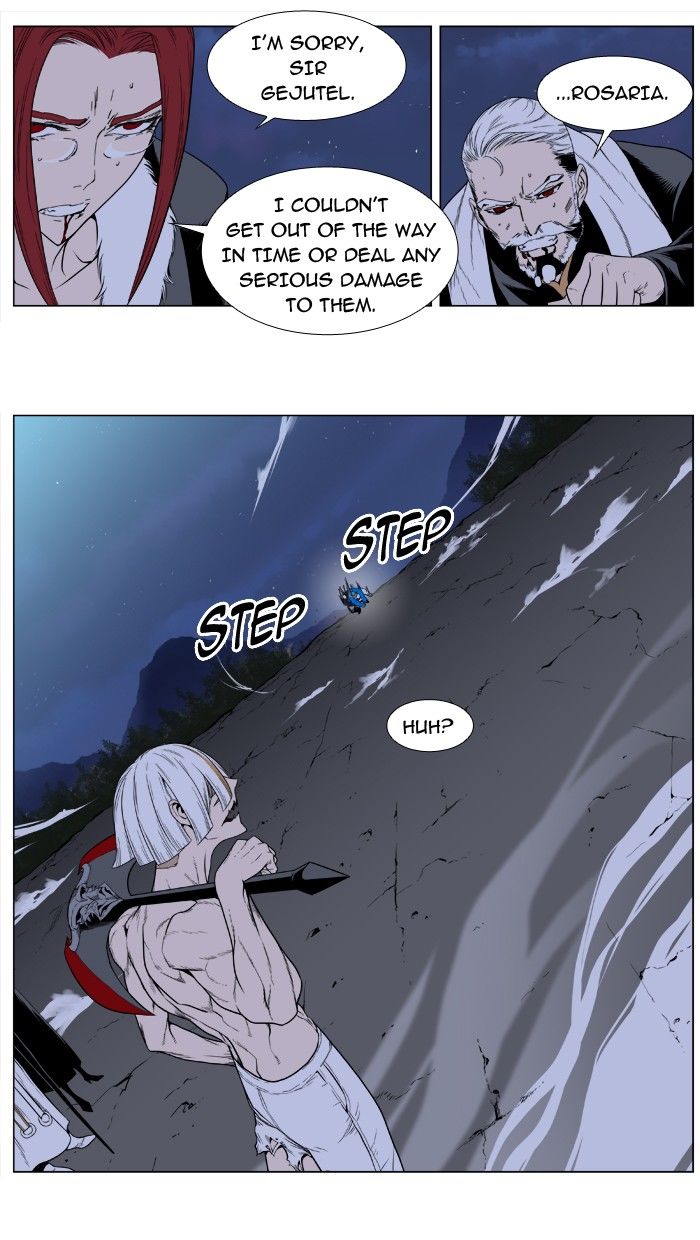 I'M SORRY,
SIR
GEJUTEL.
I COULDN'T
GET OUT OF THE WAY
IN TIME OR DEAL ANY
SERIOUS DAMAGE
TO THEM.
...ROSARIA.
STEP
STEP
HUH?